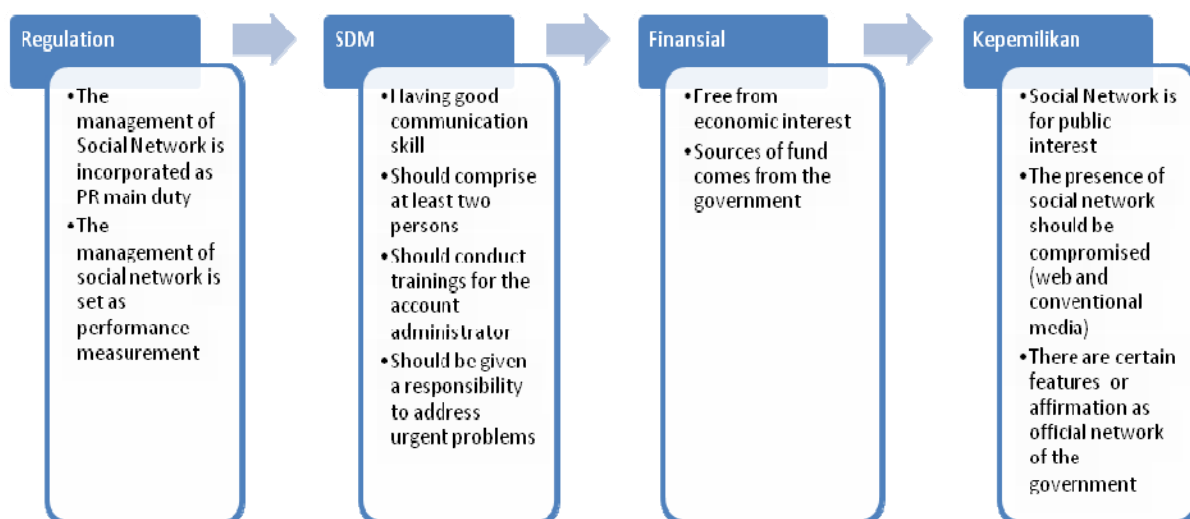 Regulation
• The
management of
Social Network is
incorporated as
PR main duty
• The
management of
social network is
set as
performance
measurement
SDM
• Having good
communication
skill
• Should comprise
at least two
persons
• Should conduct
trainings for the
account
administrator
• Should be given
a responsibility
to address
urgent problems
Finansial
• Free from
economic interest
• Sources of fund
comes from the
government
Kepemilikan
• Social Network is
for public
interest
• The presence of
social network
should be
compromised
(web and
conventional
media)
• There are certain
features or
affirmation as
official network
of the
government